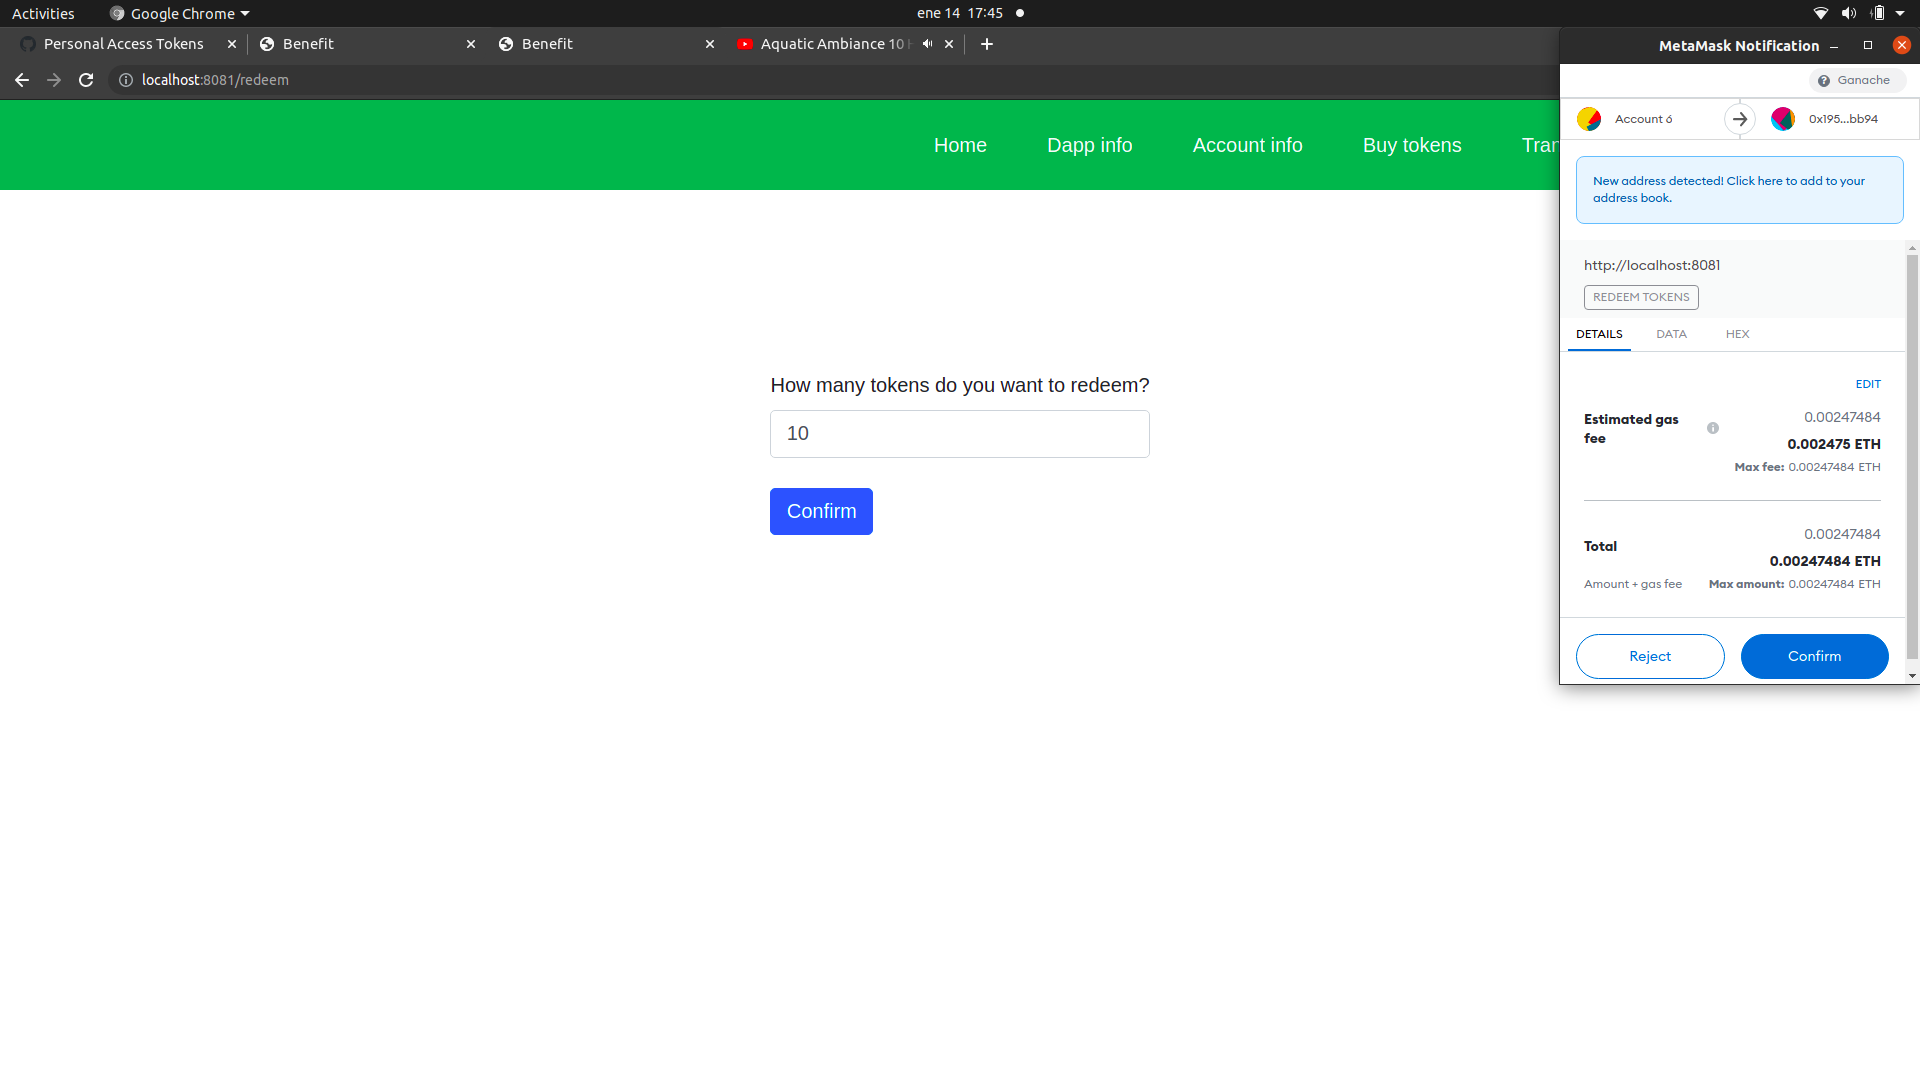 Activities
Google Chrome
ene 14 17:45
Personal Access Tokens
Benefit
Benefit
Aquatic Ambiance 10
localhost:8081/redeem
Home
Dapp info
Account info
Buy tokens
Tran
How many tokens do you want to redeem?
10
Confirm
MetaMask Notification
Ganache
Account 6
0x195...bb94
New address detected! Click here to add to your
address book.
http://localhost:8081
REDEEM TOKENS
DETAILS
DATA
HEX
EDIT
Estimated gas
fee
0.00247484
0.002475 ETH
Max fee: 0.00247484 ETH
Total
0.00247484
0.00247484 ETH
Amount + gas fee
Max amount: 0.00247484 ETH
Reject
Confirm